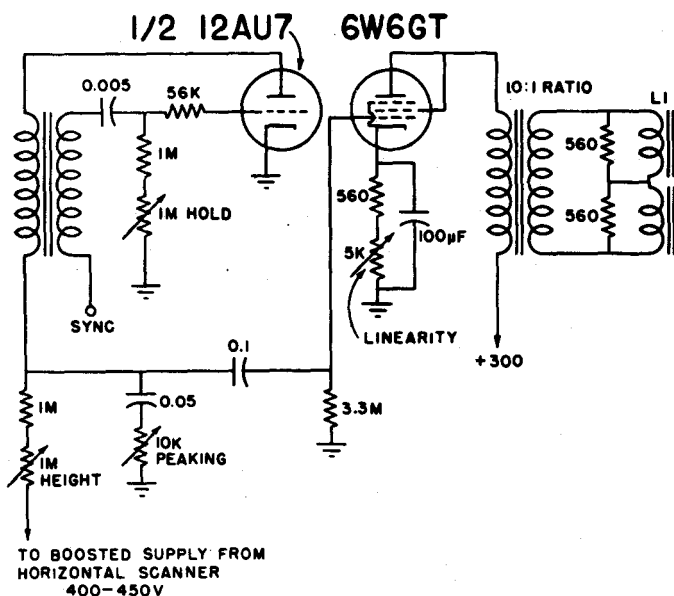 1/2 12AU7 6W6GT
0.005
56K
10:1 RATIO
L1
1M
560
1M HOLD
560
560
5K
100µF
SYNC
LINEARITY
+300
0.1
1M
0.05
3.3M
10K
PEAKING
1M
HEIGHT
TO BOOSTED SUPPLY FROM
HORIZONTAL SCANNER
400-450V